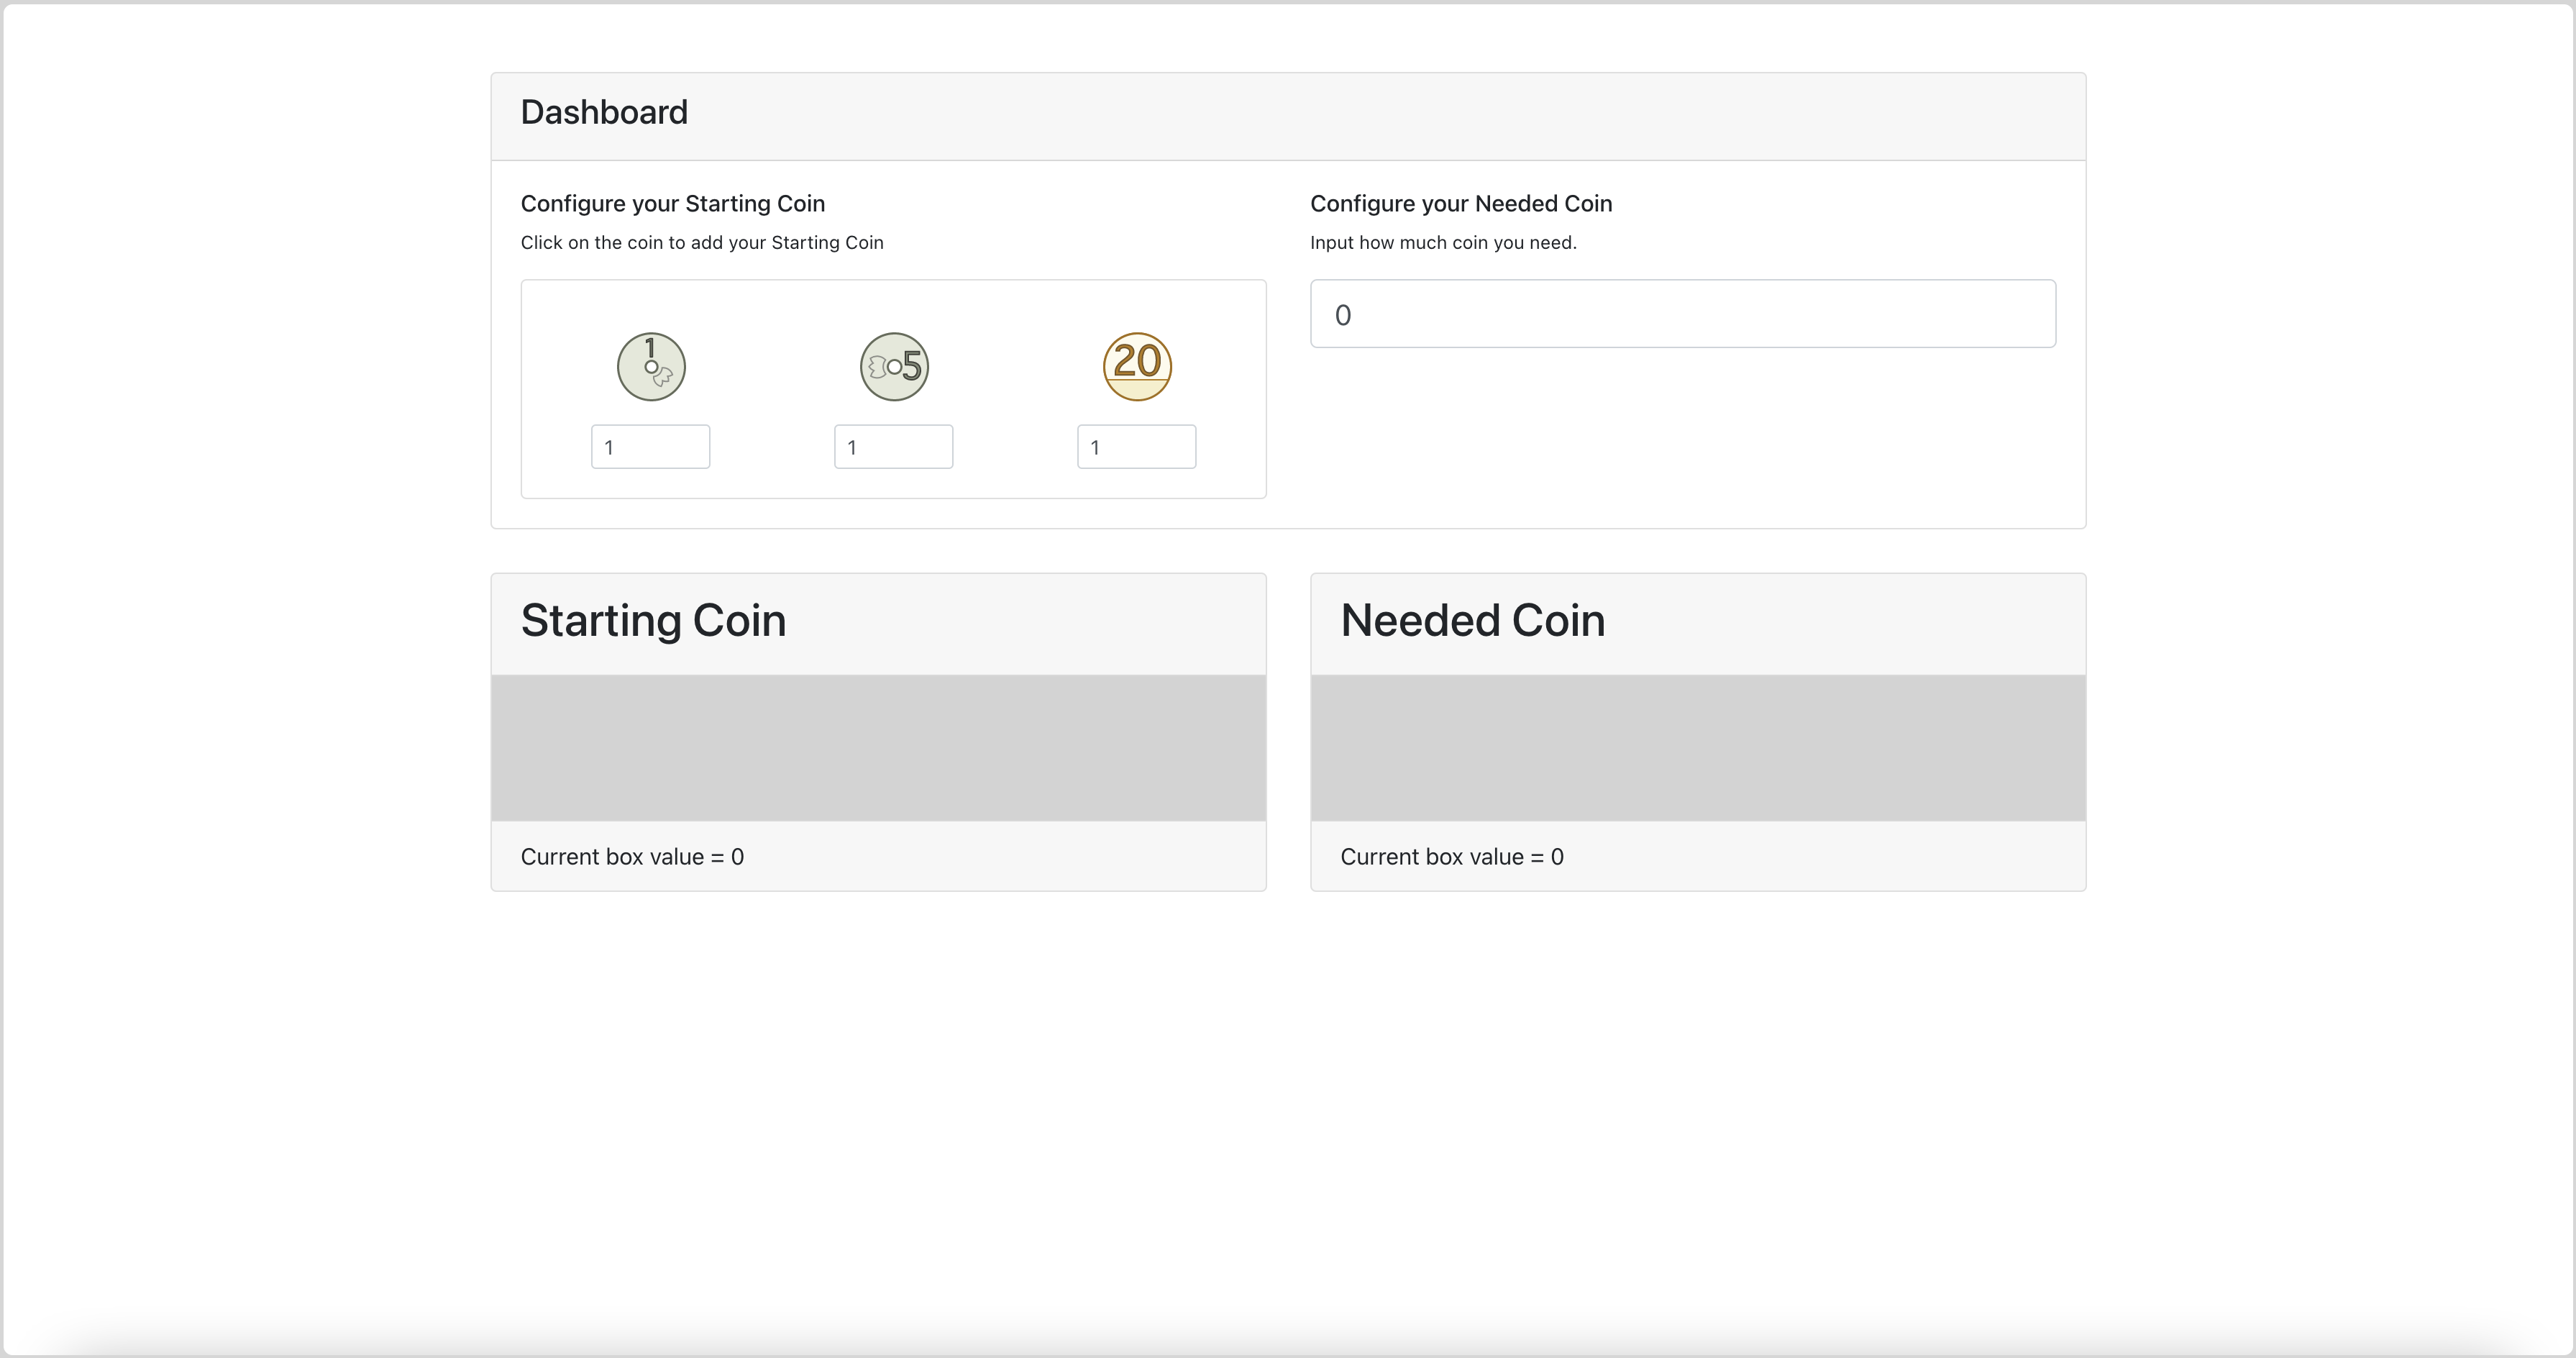 Dashboard
Configure your Starting Coin
Click on the coin to add your Starting Coin
1
5
20
1
1
1
Configure your Needed Coin
Input how much coin you need.
0
Starting Coin
Current box value = 0
Needed Coin
Current box value = 0